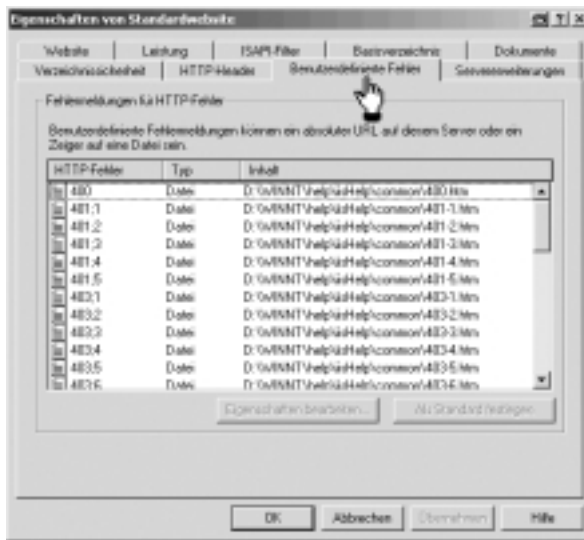 Eigenschaften von Standardwebsite
Website Leistung ISAPI-Filter Basisverzeichnis Dokumente
Verzeichnissicherheit HTTP-Header Benutzerdefinierte Fehler Servererweiterungen
Fehlermeldungen für HTTP-Fehler
Benutzerdefinierte Fehlermeldungen können ein absoluter URL auf diesem Server oder ein
Zeiger auf eine Datei sein.
HTTP-Fehler Typ Inhalt
400 Datei D:\WINNT\help\iisHelp\common\400.htm
401;1 Datei D:\WINNT\help\iisHelp\common\401-1.htm
401;2 Datei D:\WINNT\help\iisHelp\common\401-2.htm
401;3 Datei D:\WINNT\help\iisHelp\common\401-3.htm
401;4 Datei D:\WINNT\help\iisHelp\common\401-4.htm
401;5 Datei D:\WINNT\help\iisHelp\common\401-5.htm
403;1 Datei D:\WINNT\help\iisHelp\common\403-1.htm
403;2 Datei D:\WINNT\help\iisHelp\common\403-2.htm
403;3 Datei D:\WINNT\help\iisHelp\common\403-3.htm
403;4 Datei D:\WINNT\help\iisHelp\common\403-4.htm
403;5 Datei D:\WINNT\help\iisHelp\common\403-5.htm
403;6 Datei D:\WINNT\help\iisHelp\common\403-6.htm
Eigenschaften bearbeiten... Als Standard festlegen
OK Abbrechen Übernehmen Hilfe